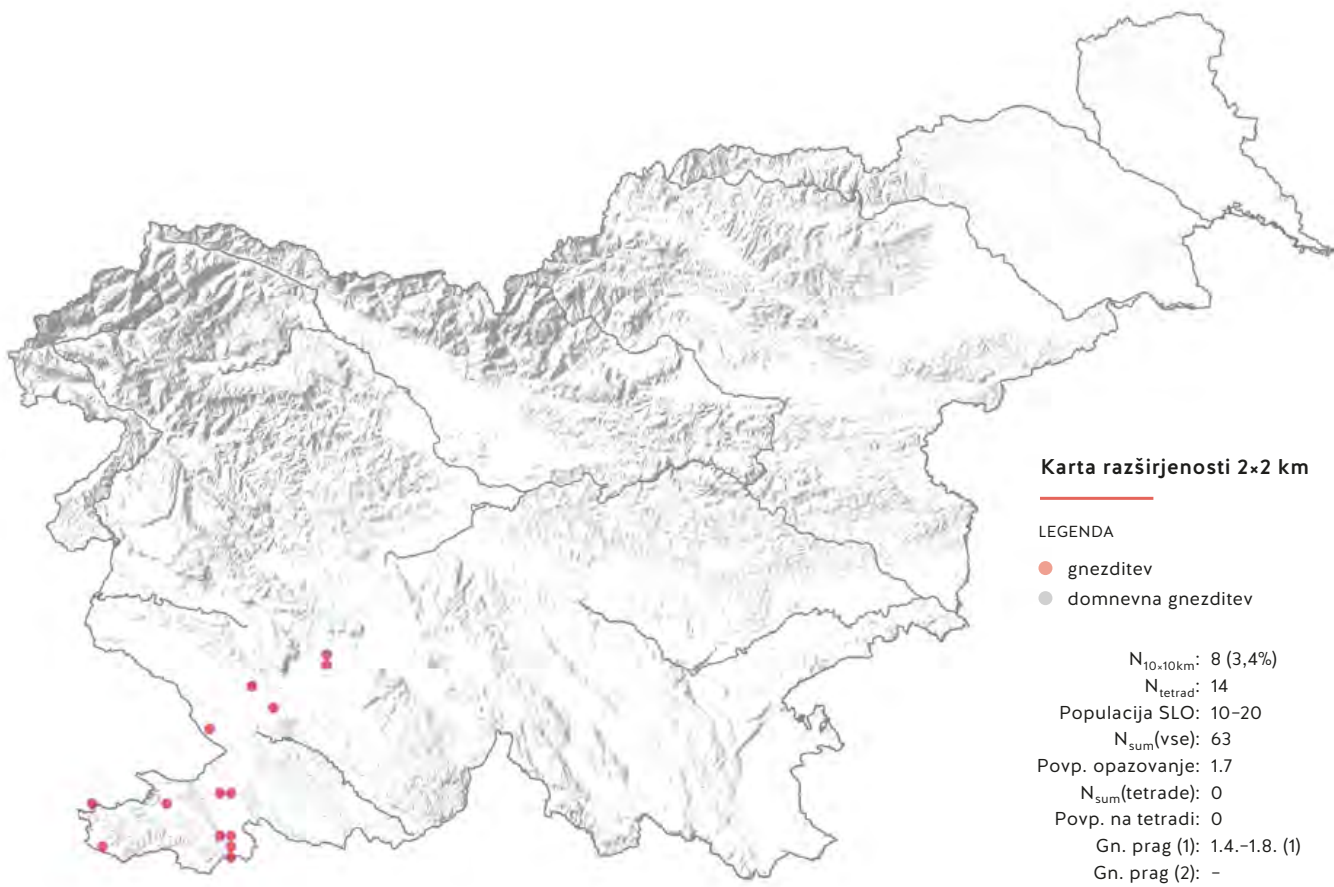 Karta razširjenosti 2×2 km
LEGENDA
gnezditev
domnevna gnezditev
N10×10km: 8 (3,4%)
Ntetrad: 14
Populacija SLO: 10–20
Nsum(vse): 63
Povp. opazovanje: 1.7
Nsum(tetrade): 0
Povp. na tetradi: 0
Gn. prag (1): 1.4.–1.8. (1)
Gn. prag (2): –